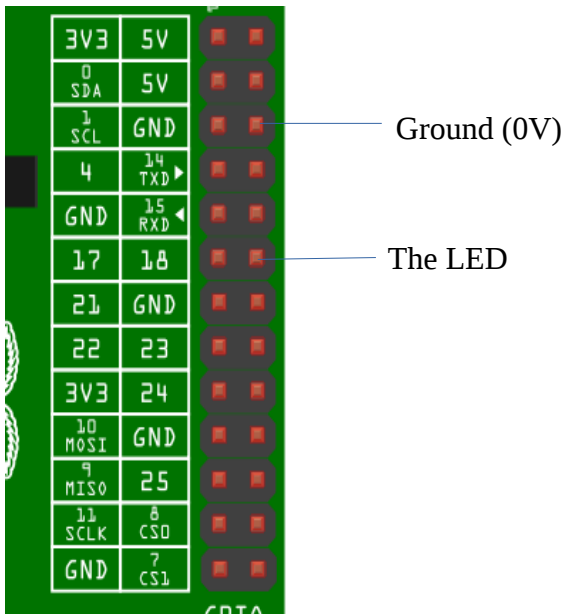 3V3 5V
0 SDA 5V
1 SCL GND
Ground (0V)
4 14 TXD
GND 15 RXD
17 18
The LED
21 GND
22 23
3V3 24
10 MOSI GND
9 MISO 25
11 SCLK 8 CS0
GND 7 CS1